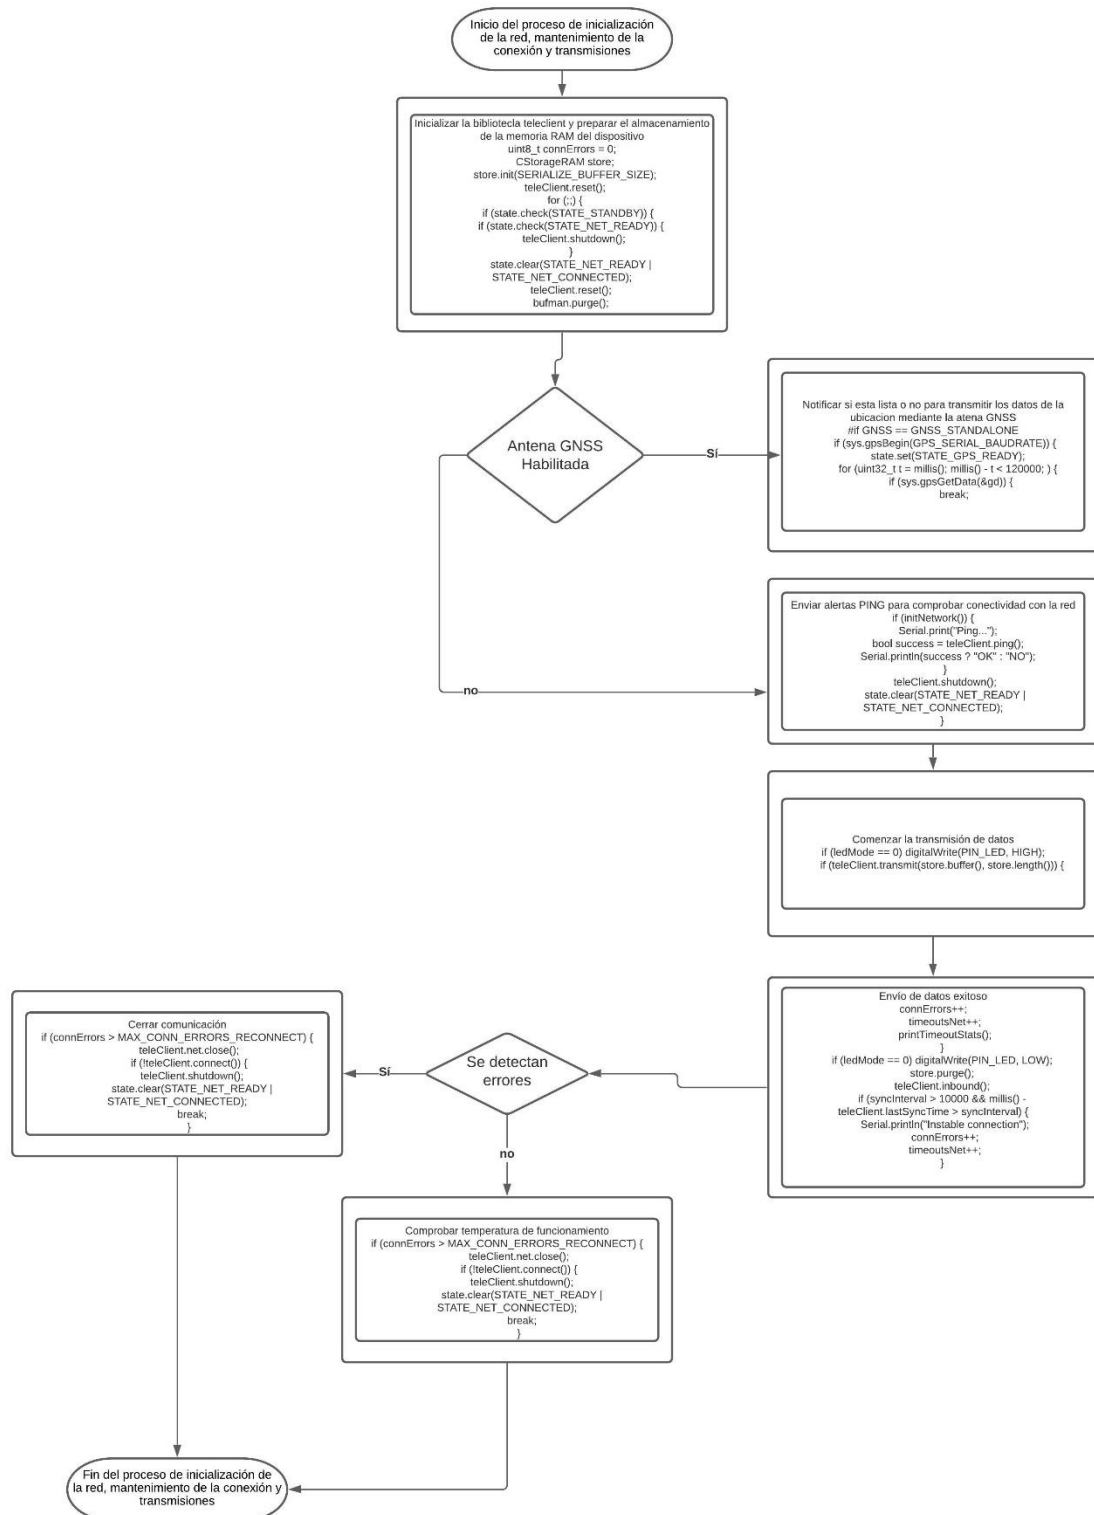 Inicio del proceso de inicialización
de la red, mantenimiento de la
conexión y transmisiones
Inicializar la bibliotecla teleclient y preparar el almacenamiento
de la memoria RAM del dispositivo
uint8_t connErrors = 0;
CStorageRAM store;
store.init(SERIALIZE_BUFFER_SIZE);
teleClient.reset();
for (;;) {
if (state.check(STATE_STANDBY)) {
if (state.check(STATE_NET_READY)) {
teleClient.shutdown();
}
state.clear(STATE_NET_READY |
STATE_NET_CONNECTED);
teleClient.reset();
bufman.purge();
Antena GNSS
Habilitada
Sí
Notificar si esta lista o no para transmitir los datos de la
ubicacion mediante la atena GNSS
#if GNSS == GNSS_STANDALONE
if (sys.gpsBegin(GPS_SERIAL_BAUDRATE)) {
state.set(STATE_GPS_READY);
for (uint32_t t = millis(); millis() - t < 120000; ) {
if (sys.gpsGetData(&gd)) {
break;
no
Enviar alertas PING para comprobar conectividad con la red
if (initNetwork()) {
Serial.print("Ping...");
bool success = teleClient.ping();
Serial.println(success ? "OK" : "NO");
}
teleClient.shutdown();
state.clear(STATE_NET_READY |
STATE_NET_CONNECTED);
}
Comenzar la transmisión de datos
if (ledMode == 0) digitalWrite(PIN_LED, HIGH);
if (teleClient.transmit(store.buffer(), store.length())) {
Envío de datos exitoso
connErrors++;
timeoutsNet++;
printTimeoutStats();
}
if (ledMode == 0) digitalWrite(PIN_LED, LOW);
store.purge();
teleClient.inbound();
if (syncInterval > 10000 && millis() -
teleClient.lastSyncTime > syncInterval) {
Serial.println("Instable connection");
connErrors++;
timeoutsNet++;
}
Se detectan
errores
Sí
Cerrar comunicación
if (connErrors > MAX_CONN_ERRORS_RECONNECT) {
teleClient.net.close();
if (!teleClient.connect()) {
teleClient.shutdown();
state.clear(STATE_NET_READY |
STATE_NET_CONNECTED);
break;
}
no
Comprobar temperatura de funcionamiento
if (connErrors > MAX_CONN_ERRORS_RECONNECT) {
teleClient.net.close();
if (!teleClient.connect()) {
teleClient.shutdown();
state.clear(STATE_NET_READY |
STATE_NET_CONNECTED);
break;
}
Fin del proceso de inicialización de
la red, mantenimiento de la conexión y
transmisiones